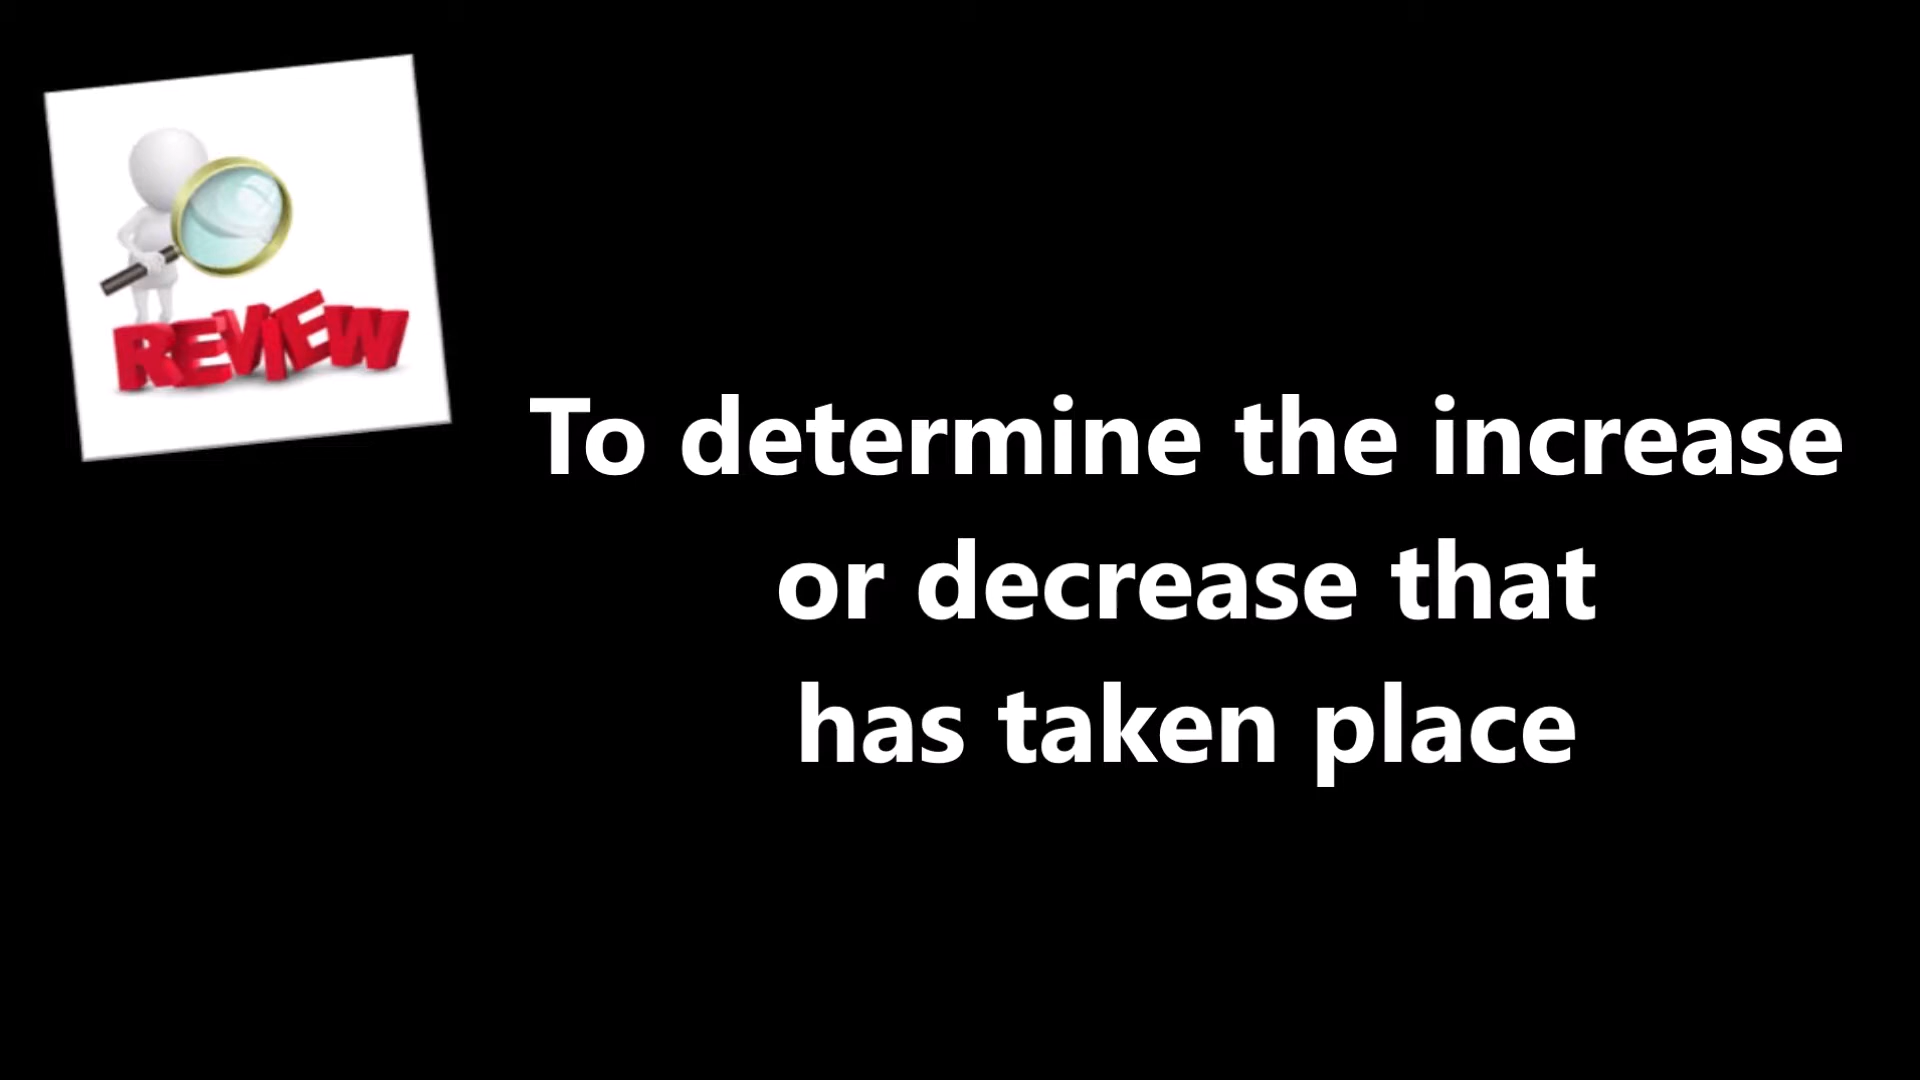 REVIEW
To determine the increase
or decrease that
has taken place